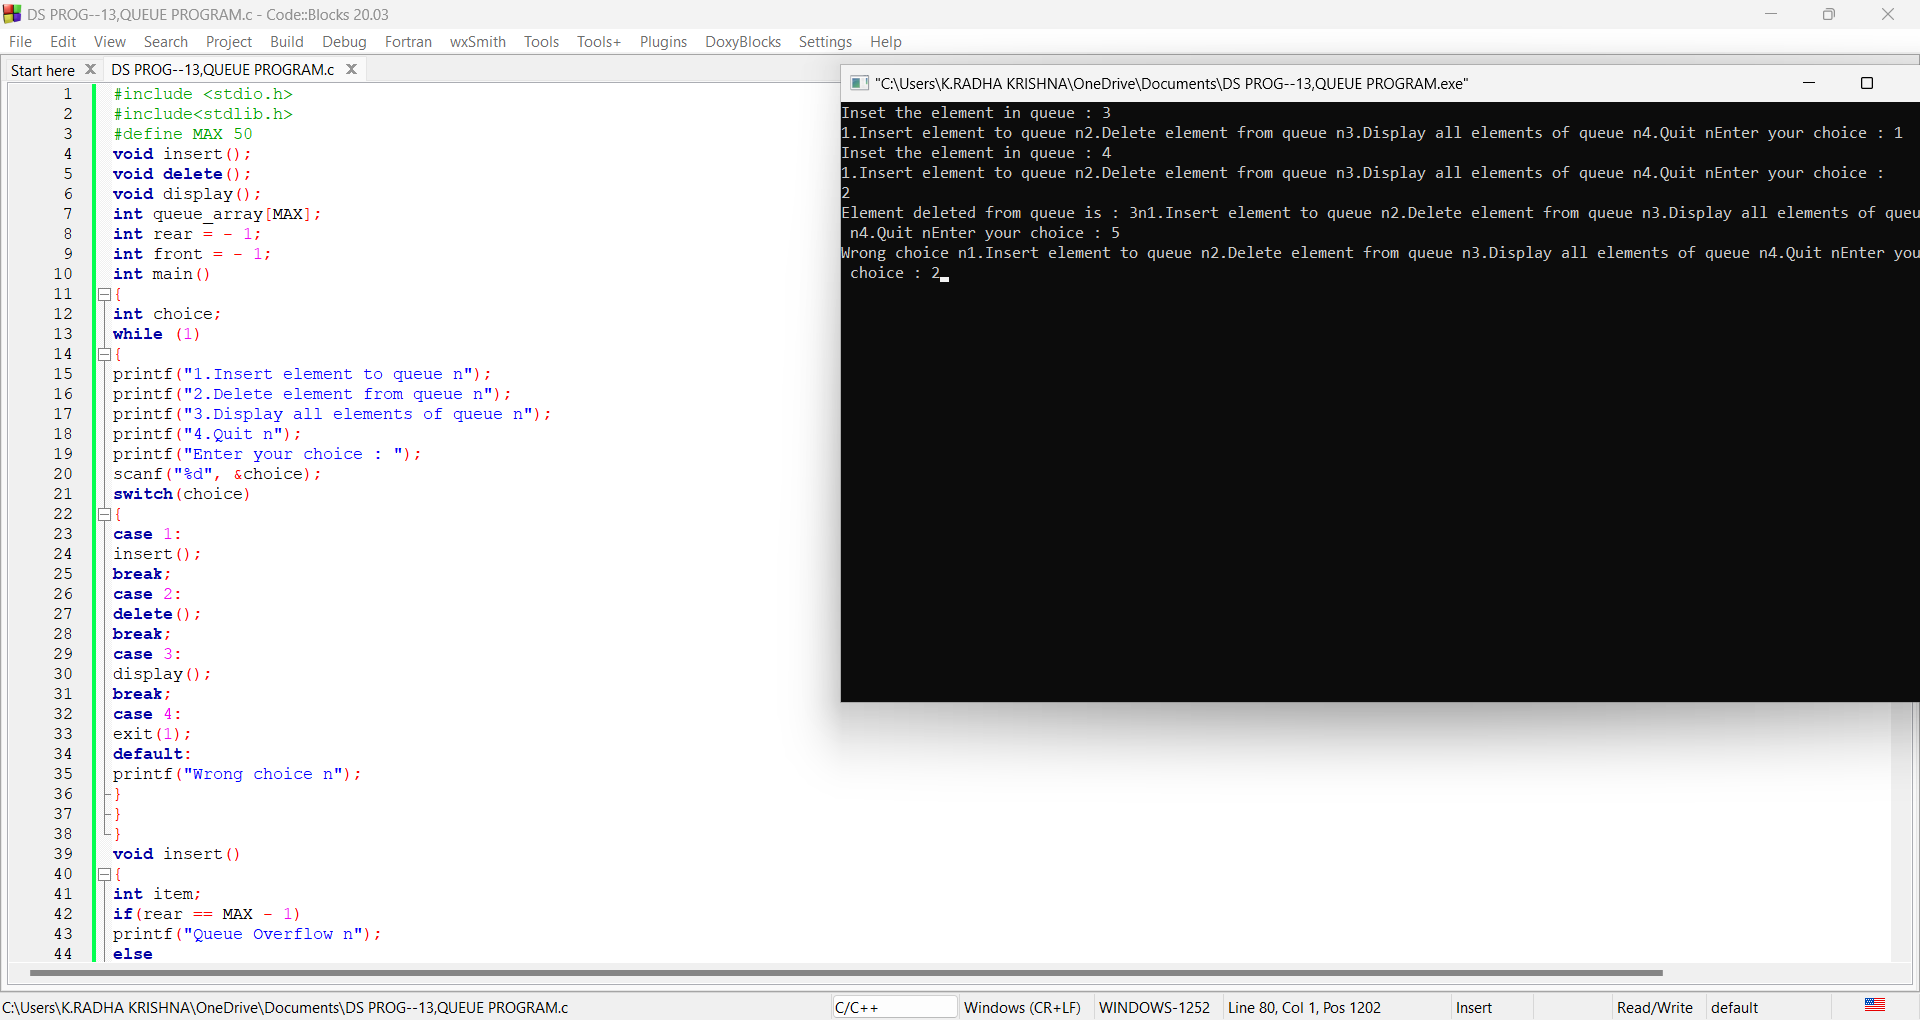 DS PROG--13,QUEUE PROGRAM.c - Code::Blocks 20.03
File Edit View Search Project Build Debug Fortran wxSmith Tools Tools+ Plugins DoxyBlocks Settings Help
Start here DS PROG--13,QUEUE PROGRAM.c
1 #include <stdio.h>
2 #include<stdlib.h>
3 #define MAX 50
4 void insert();
5 void delete();
6 void display();
7 int queue_array[MAX];
8 int rear = - 1;
9 int front = - 1;
10 int main()
11 {
12 int choice;
13 while (1)
14 {
15 printf("1.Insert element to queue n");
16 printf("2.Delete element from queue n");
17 printf("3.Display all elements of queue n");
18 printf("4.Quit n");
19 printf("Enter your choice : ");
20 scanf("%d", &choice);
21 switch(choice)
22 {
23 case 1:
24 insert();
25 break;
26 case 2:
27 delete();
28 break;
29 case 3:
30 display();
31 break;
32 case 4:
33 exit(1);
34 default:
35 printf("Wrong choice n");
36 }
37 }
38 }
39 void insert()
40 {
41 int item;
42 if(rear == MAX - 1)
43 printf("Queue Overflow n");
44 else
"C:\Users\K.RADHA KRISHNA\OneDrive\Documents\DS PROG--13,QUEUE PROGRAM.exe"
Inset the element in queue : 3
1.Insert element to queue n2.Delete element from queue n3.Display all elements of queue n4.Quit nEnter your choice : 1
Inset the element in queue : 4
1.Insert element to queue n2.Delete element from queue n3.Display all elements of queue n4.Quit nEnter your choice :
2
Element deleted from queue is : 3n1.Insert element to queue n2.Delete element from queue n3.Display all elements of queu
n4.Quit nEnter your choice : 5
Wrong choice n1.Insert element to queue n2.Delete element from queue n3.Display all elements of queue n4.Quit nEnter you
choice : 2
C:\Users\K.RADHA KRISHNA\OneDrive\Documents\DS PROG--13,QUEUE PROGRAM.c C/C++ Windows (CR+LF) WINDOWS-1252 Line 80, Col 1, Pos 1202 Insert Read/Write default